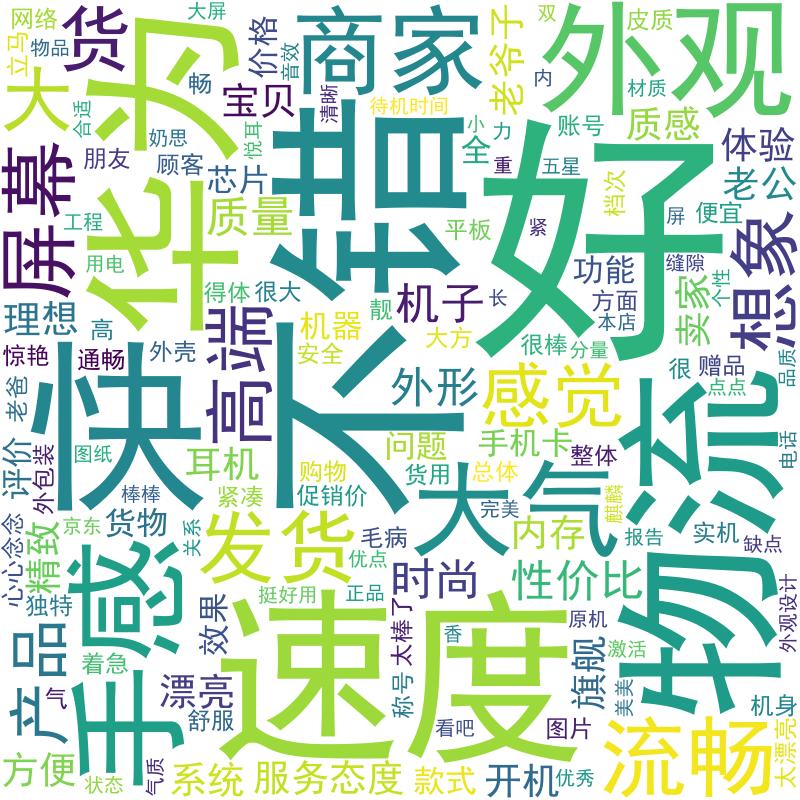 网络
大屏
货
立马
物品
大
合适
华为
畅
奶思
朋友
顾客
价格
音效
悦耳
宝贝
清晰
商家
待机时间
老爷子
小
力
全
账号
双
内
外观
皮质
材质
质感
体验
老公
重
五星
档次
屏
便宜
紧
屏幕
工程
用电
芯片
质量
得体
很大
不错
平板
靓
机子
长
好
功能
方面
本店
缝隙
卖家
个性
想象
品质
理想
高
惊艳
通畅
外壳
高端
机器
安全
大方
很棒
分量
很
赠品
点点
老爸
评价
外包装
图纸
快
棒棒
外形
感觉
问题
手机卡
整体
货用
总体
耳机
购物
紧凑
促销价
大气
完美
麒麟
物流
电话
心心念念
精致
京东
货物
关系
发货
毛病
优点
内存
报告
实机
缺点
独特
手感
挺好用
正品
时尚
性价比
外观设计
产品
着急
效果
太棒了
香
原机
激活
旗舰
美美
漂亮
舒服
速度
称号
看吧
图片
机身
气
方便
状态
气质
系统
服务态度
款式
开机
优秀
流畅
太漂亮